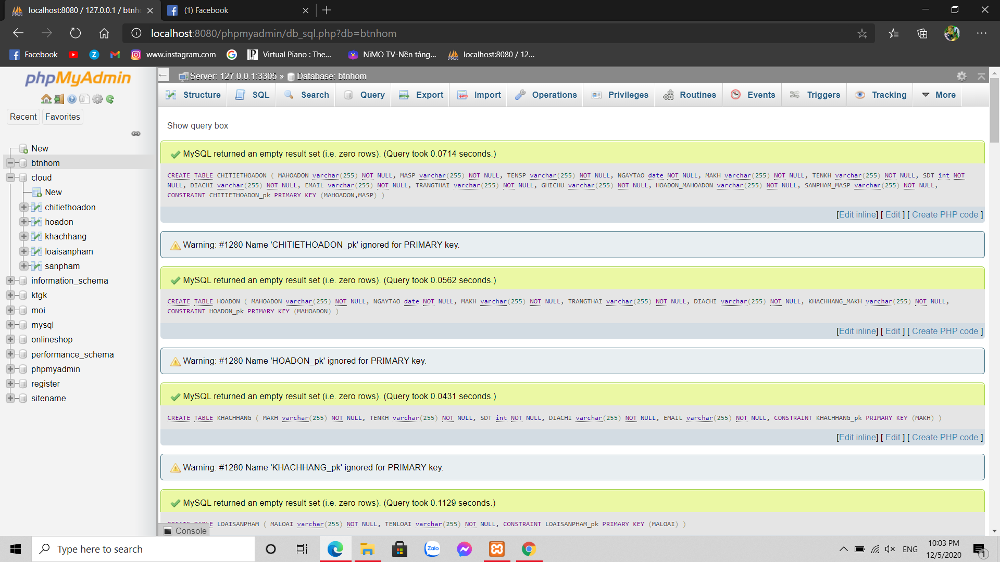 localhost:8080 / 127.0.0.1 / btnho
(1) Facebook
localhost:8080/phpmyadmin/db_sql.php?db=btnhom
Facebook
www.instagram.com
Virtual Piano : The...
NiMO TV-Nền tảng...
localhost:8080 / 12...
phpMyAdmin
Recent
Favorites
New
btnhom
cloud
New
chitiethoadon
hoadon
khachhang
loaisanpham
sanpham
information_schema
ktgk
moi
mysql
onlineshop
performance_schema
phpmyadmin
register
sitename
Server: 127.0.0.1:3305 » Database: btnhom
Structure SQL Search Query Export Import Operations Privileges Routines Events Triggers Tracking More
Show query box
MySQL returned an empty result set (i.e. zero rows). (Query took 0.0714 seconds.)
CREATE TABLE CHITIETHOADON ( MAHOADON varchar(255) NOT NULL, MASP varchar(255) NOT NULL, TENSP varchar(255) NOT NULL, NGAYTAO date NOT NULL, MAKH varchar(255) NOT NULL, TENKH varchar(255) NOT NULL, SDT int NOT
NULL, DIACHI varchar(255) NOT NULL, EMAIL varchar(255) NOT NULL, TRANGTHAI varchar(255) NOT NULL, GHICHU varchar(255) NOT NULL, HOADON_MAHOADON varchar(255) NOT NULL, SANPHAM_MASP varchar(255) NOT NULL,
CONSTRAINT CHITIETHOADON_pk PRIMARY KEY (MAHOADON,MASP) )
[Edit inline] [ Edit ] [ Create PHP code ]
Warning: #1280 Name 'CHITIETHOADON_pk' ignored for PRIMARY key.
MySQL returned an empty result set (i.e. zero rows). (Query took 0.0562 seconds.)
CREATE TABLE HOADON ( MAHOADON varchar(255) NOT NULL, NGAYTAO date NOT NULL, MAKH varchar(255) NOT NULL, TRANGTHAI varchar(255) NOT NULL, DIACHI varchar(255) NOT NULL, KHACHHANG_MAKH varchar(255) NOT NULL,
CONSTRAINT HOADON_pk PRIMARY KEY (MAHOADON) )
[Edit inline] [ Edit ] [ Create PHP code ]
Warning: #1280 Name 'HOADON_pk' ignored for PRIMARY key.
MySQL returned an empty result set (i.e. zero rows). (Query took 0.0431 seconds.)
CREATE TABLE KHACHHANG ( MAKH varchar(255) NOT NULL, TENKH varchar(255) NOT NULL, SDT int NOT NULL, DIACHI varchar(255) NOT NULL, EMAIL varchar(255) NOT NULL, CONSTRAINT KHACHHANG_pk PRIMARY KEY (MAKH) )
[Edit inline] [ Edit ] [ Create PHP code ]
Warning: #1280 Name 'KHACHHANG_pk' ignored for PRIMARY key.
MySQL returned an empty result set (i.e. zero rows). (Query took 0.1129 seconds.)
CREATE TABLE LOAISANPHAM ( MALOAI varchar(255) NOT NULL, TENLOAI varchar(255) NOT NULL, CONSTRAINT LOAISANPHAM_pk PRIMARY KEY (MALOAI) )
Console
Type here to search
Zalo
ENG
10:03 PM
12/5/2020
1